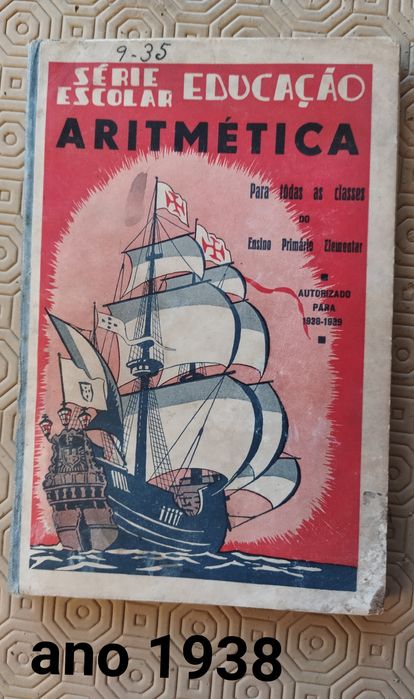 9-35
SÉRIE ESCOLAR EDUCAÇÃO
ARITMÉTICA
Para tôdas as classes
DO
Ensino Primário Elementar
AUTORIZADO
PARA
1938-1939
ano 1938